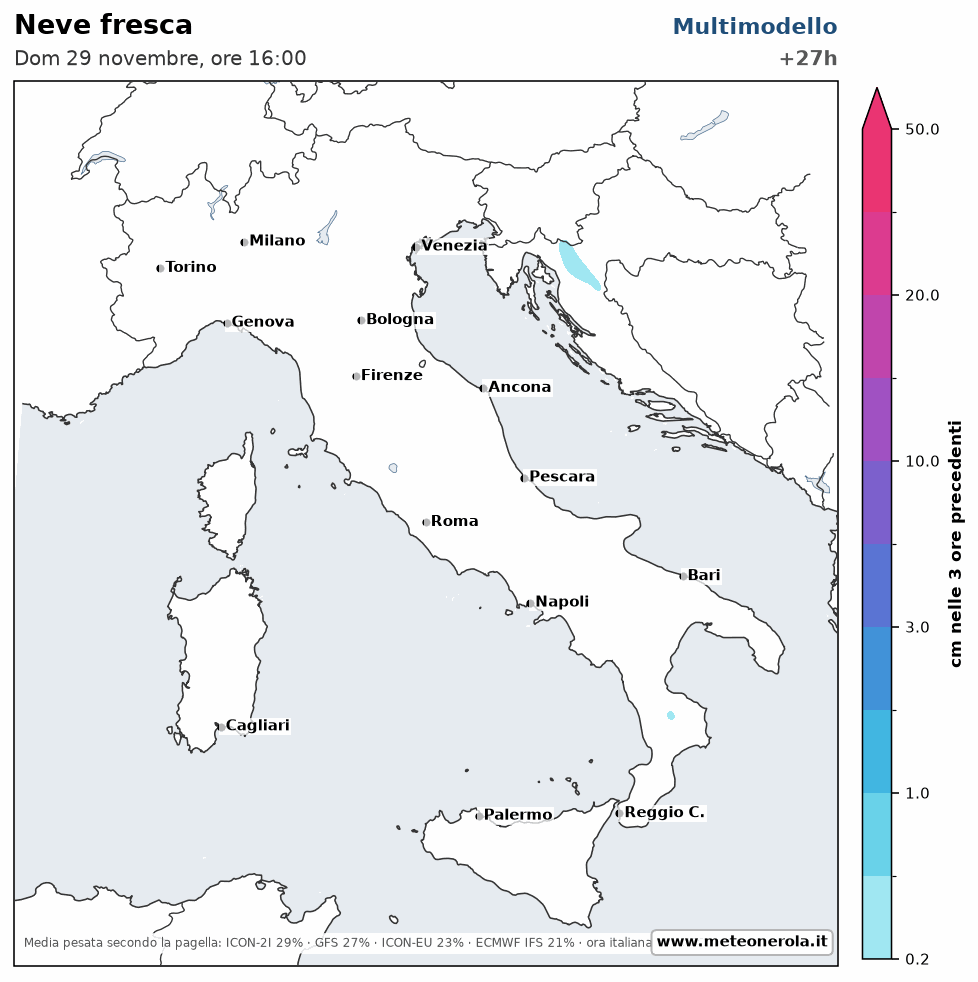 Neve fresca
Multimodello
Dom 29 novembre, ore 16:00
+27h
50.0
20.0
10.0
3.0
1.0
0.2
cm nelle 3 ore precedenti
Milano
Venezia
Torino
Genova
Bologna
Firenze
Ancona
Pescara
Roma
Bari
Napoli
Cagliari
Palermo
Reggio C.
Media pesata secondo la pagella: ICON-2I 29% · GFS 27% · ICON-EU 23% · ECMWF IFS 21% · ora italiana
www.meteonerola.it